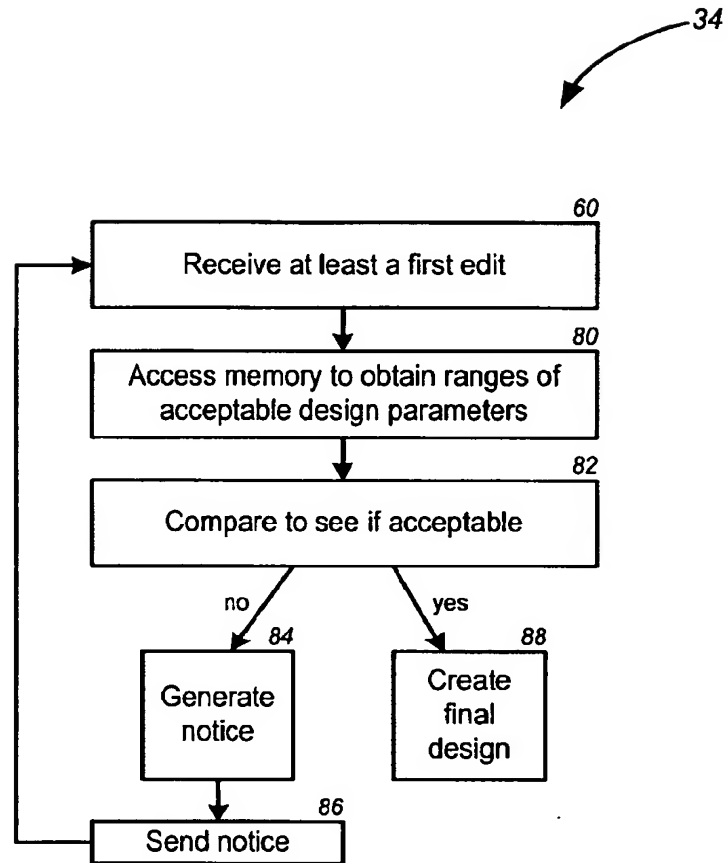 34
60
Receive at least a first edit
80
Access memory to obtain ranges of
acceptable design parameters
82
Compare to see if acceptable
no
yes
84
88
Generate
notice
Create
final
design
86
Send notice